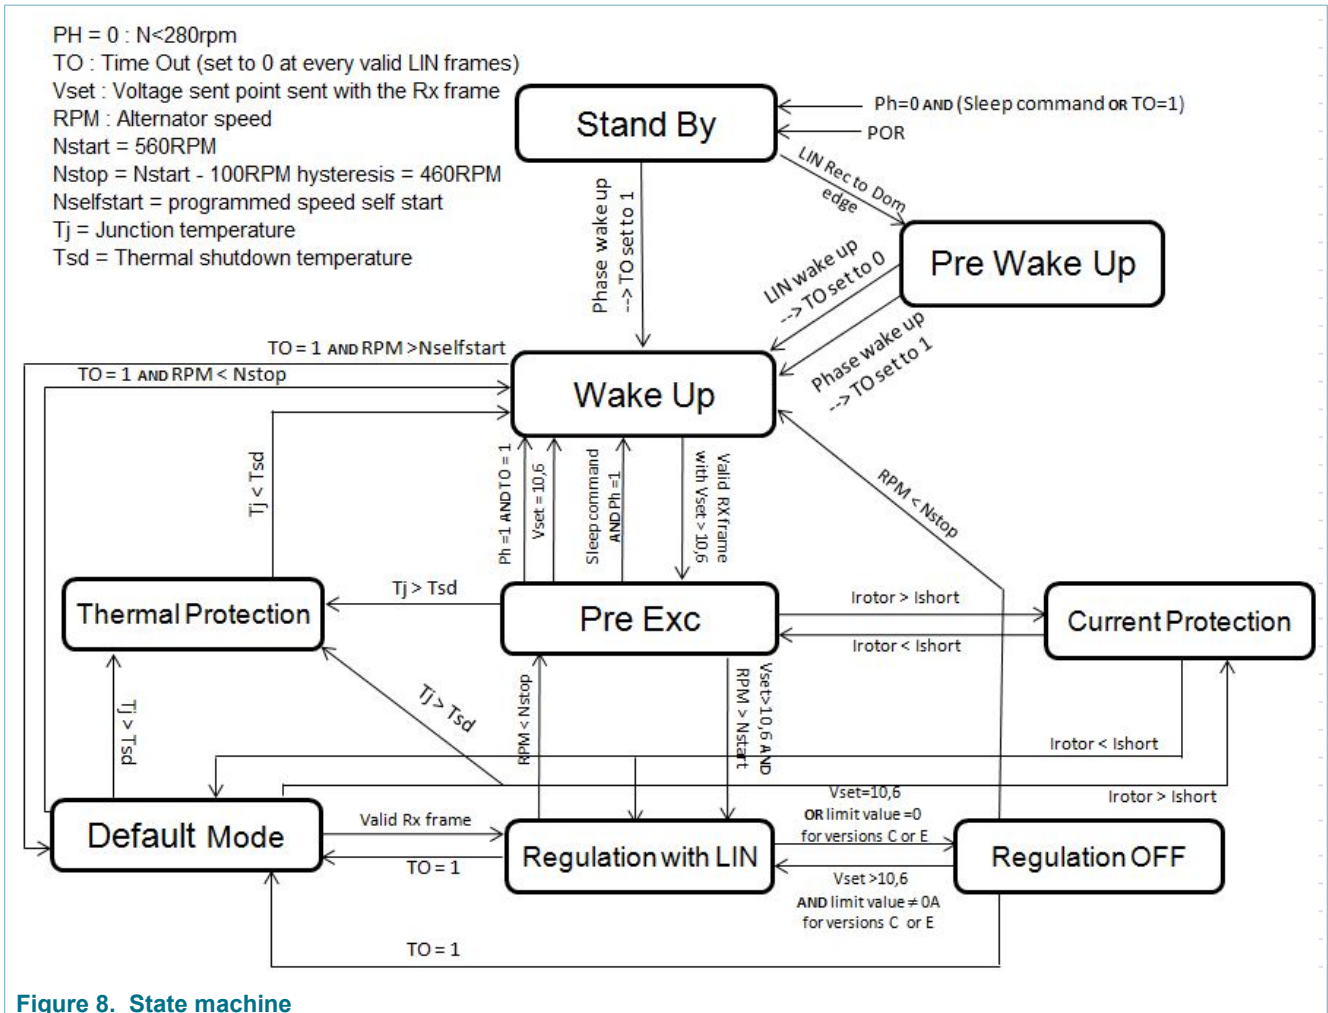 PH = 0 : N<280rpm
TO : Time Out (set to 0 at every valid LIN frames)
Vset : Voltage sent point sent with the Rx frame
RPM : Alternator speed
Nstart = 560RPM
Nstop = Nstart - 100RPM hysteresis = 460RPM
Nselfstart = programmed speed self start
Tj = Junction temperature
Tsd = Thermal shutdown temperature
Stand By
Ph=0 AND (Sleep command OR TO=1)
POR
LIN Rec to Dom
edge
Phase wake up
--> TO set to 1
Pre Wake Up
LIN wake up
--> TO set to 0
Phase wake up
--> TO set to 1
TO = 1 AND RPM >Nselfstart
TO = 1 AND RPM < Nstop
Wake Up
Tj < Tsd
Ph =1 AND TO = 1
Vset = 10,6
Sleep command
AND Ph =1
Valid RX frame
with Vset > 10,6
RPM < Nstop
Thermal Protection
Tj > Tsd
Pre Exc
Irotor > Ishort
Irotor < Ishort
Current Protection
Tj > Tsd
Tj > Tsd
RPM < Nstop
Vset>10,6 AND
RPM > Nstart
Irotor < Ishort
Irotor > Ishort
Default Mode
Valid Rx frame
TO = 1
Regulation with LIN
Vset=10,6
OR limit value =0
for versions C or E
Vset >10,6
AND limit value ≠ 0A
for versions C or E
Regulation OFF
TO = 1
Figure 8. State machine